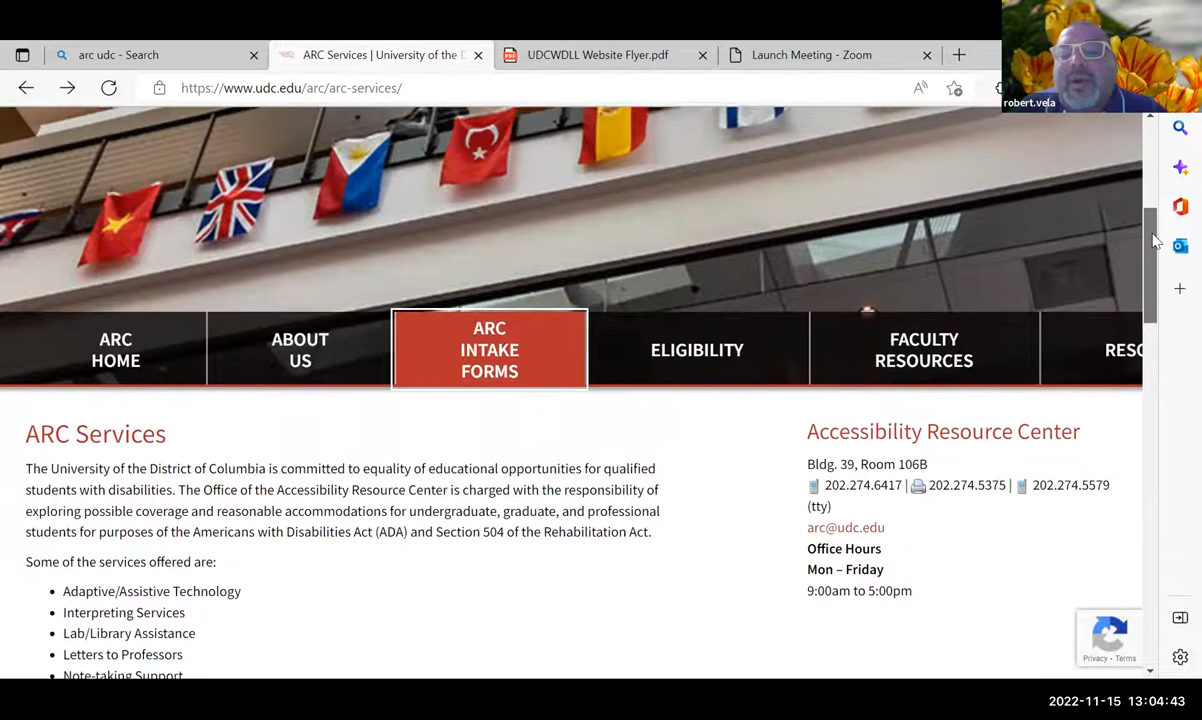 arc udc - Search
ARC Services | University of the D
UDCWDLL Website Flyer.pdf
Launch Meeting - Zoom
https://www.udc.edu/arc/arc-services/
robert.vela
ARC HOME
ABOUT US
ARC INTAKE FORMS
ELIGIBILITY
FACULTY RESOURCES
RESO
ARC Services
The University of the District of Columbia is committed to equality of educational opportunities for qualified
students with disabilities. The Office of the Accessibility Resource Center is charged with the responsibility of
exploring possible coverage and reasonable accommodations for undergraduate, graduate, and professional
students for purposes of the Americans with Disabilities Act (ADA) and Section 504 of the Rehabilitation Act.
Some of the services offered are:
• Adaptive/Assistive Technology
• Interpreting Services
• Lab/Library Assistance
• Letters to Professors
• Note-taking Support
Accessibility Resource Center
Bldg. 39, Room 106B
202.274.6417 | 202.274.5375 | 202.274.5579
(tty)
arc@udc.edu
Office Hours
Mon – Friday
9:00am to 5:00pm
Privacy - Terms
2022-11-15 13:04:43